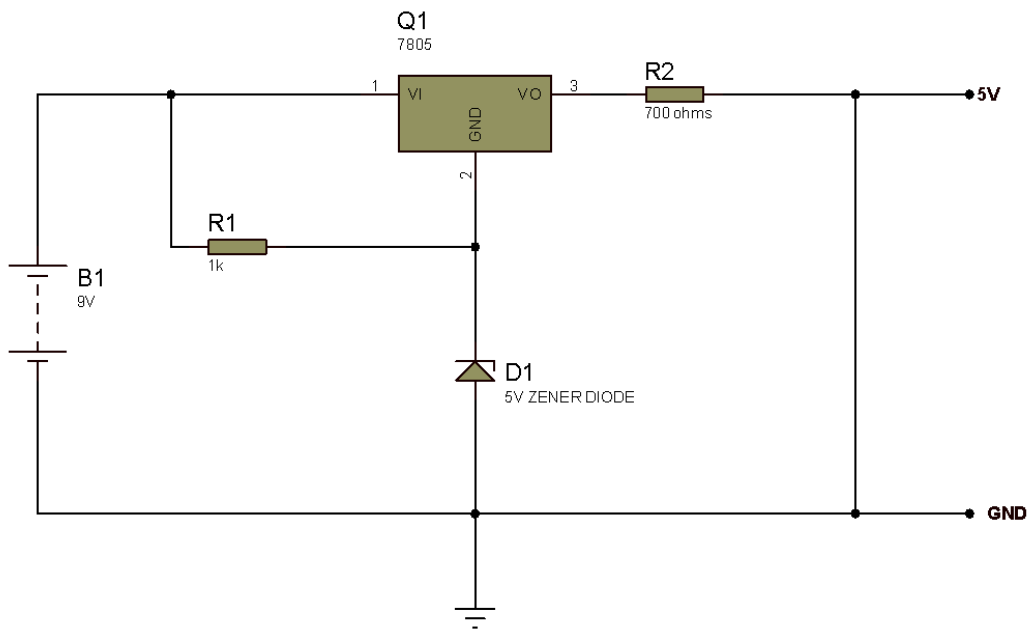 Q1
7805
1
VI
VO
3
GND
2
R2
700 ohms
5V
R1
1k
B1
9V
D1
5V ZENER DIODE
GND